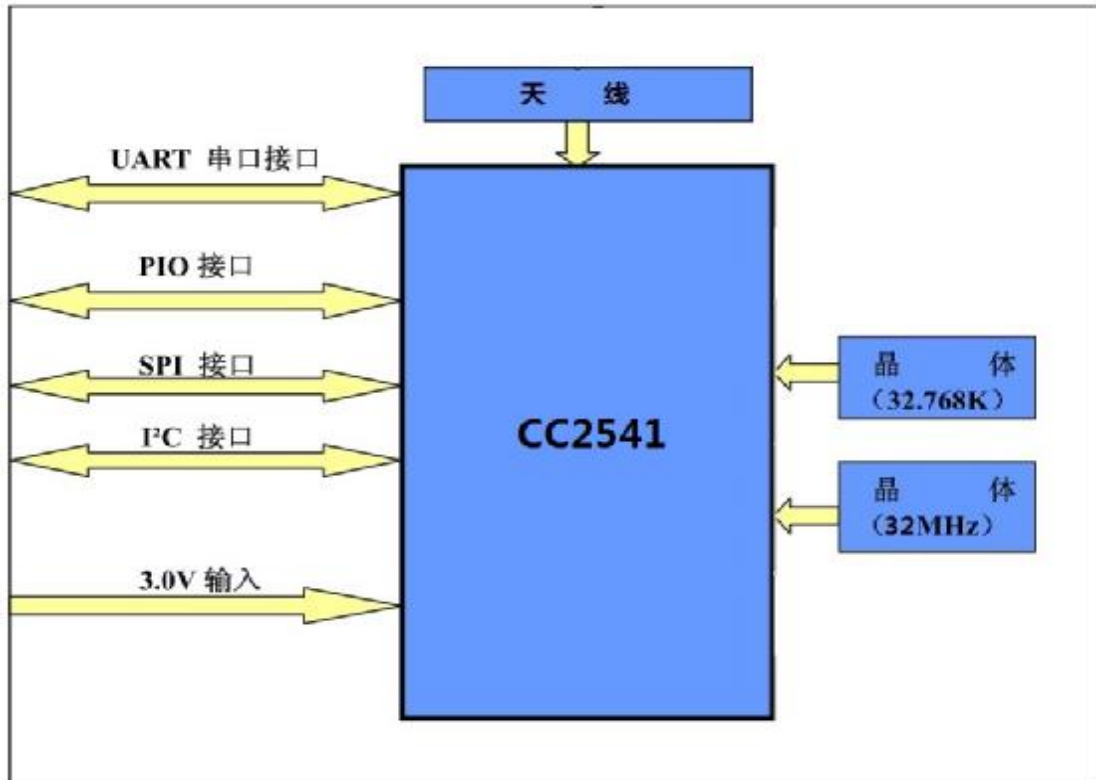 天 线
UART 串口接口
PIO 接口
SPI 接口
I²C 接口
3.0V 输入
CC2541
晶 体
（32.768K）
晶 体
（32MHz）